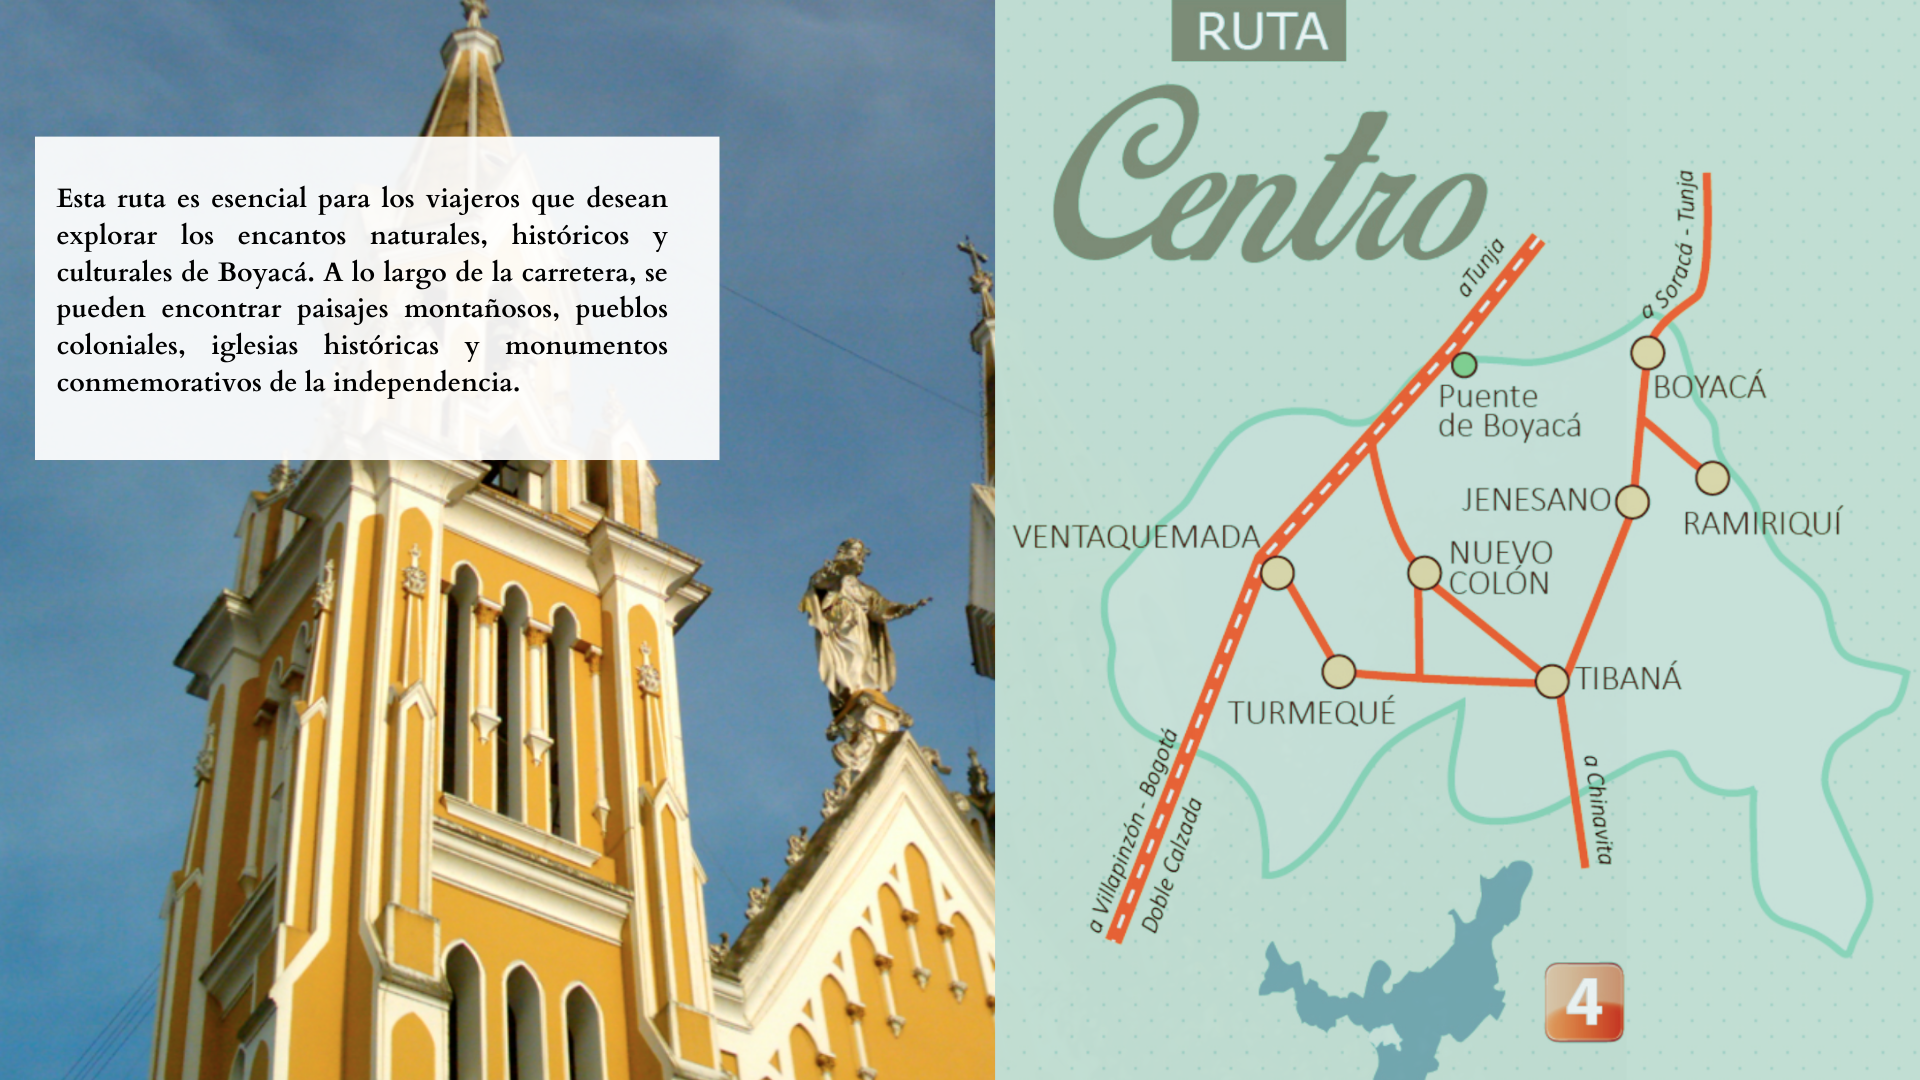 Esta ruta es esencial para los viajeros que desean
explorar los encantos naturales, históricos y
culturales de Boyacá. A lo largo de la carretera, se
pueden encontrar paisajes montañosos, pueblos
coloniales, iglesias históricas y monumentos
conmemorativos de la independencia.
RUTA
Centro
a Tunja
a Soracá - Tunja
Puente
de Boyacá
BOYACÁ
JENESANO
RAMIRIQUÍ
VENTAQUEMADA
NUEVO
COLÓN
TURMEQUÉ
TIBANÁ
a Villapinzón - Bogotá
Doble Calzada
a Chinavita
4